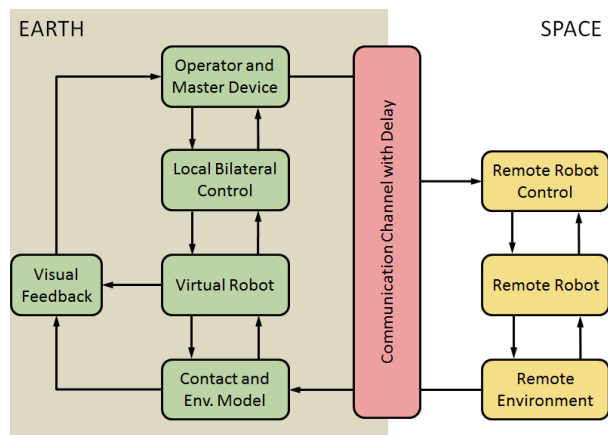 EARTH
SPACE
Operator and
Master Device
Local Bilateral
Control
Visual
Feedback
Virtual Robot
Contact and
Env. Model
Communication Channel with Delay
Remote Robot
Control
Remote Robot
Remote
Environment